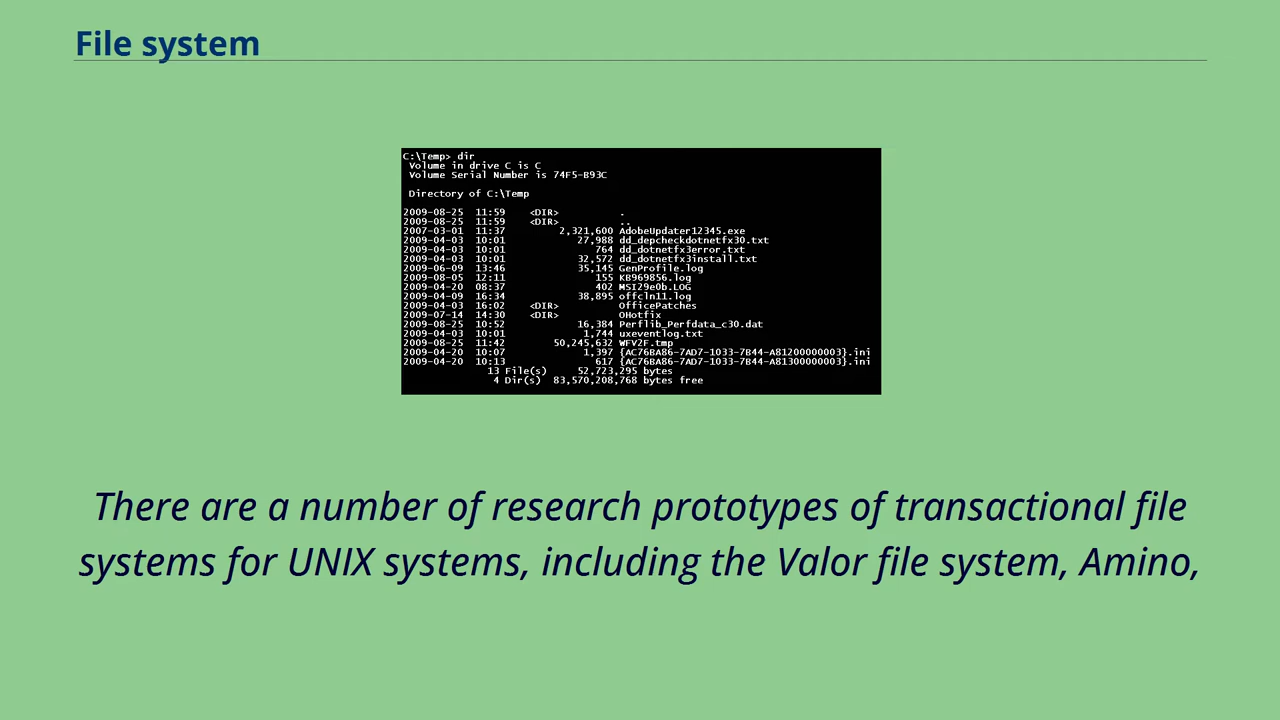 File system
C:\Temp> dir
Volume in drive C is C
Volume Serial Number is 74F5-B93C
Directory of C:\Temp
2009-08-25 11:59 <DIR> .
2009-08-25 11:59 <DIR> ..
2007-03-01 11:37 2,321,600 AdobeUpdater12345.exe
2009-04-03 10:01 27,988 dd_depcheckdotnetfx30.txt
2009-04-03 10:01 764 dd_dotnetfx3error.txt
2009-04-03 10:01 32,572 dd_dotnetfx3install.txt
2009-06-09 13:46 35,145 GenProfile.log
2009-08-05 12:11 155 KB969856.log
2009-04-20 08:37 402 MSI29e0b.LOG
2009-04-09 16:34 38,895 offcln11.log
2009-04-03 16:02 <DIR> OfficePatches
2009-07-14 14:30 <DIR> OHotfix
2009-08-25 10:52 16,384 Perflib_Perfdata_c30.dat
2009-04-03 10:01 1,744 uxeventlog.txt
2009-08-25 11:42 50,245,632 WFV2F.tmp
2009-04-20 10:07 1,397 {AC76BA86-7AD7-1033-7B44-A81200000003}.ini
2009-04-20 10:13 617 {AC76BA86-7AD7-1033-7B44-A81300000003}.ini
13 File(s) 52,723,295 bytes
4 Dir(s) 83,570,208,768 bytes free
There are a number of research prototypes of transactional file
systems for UNIX systems, including the Valor file system, Amino,